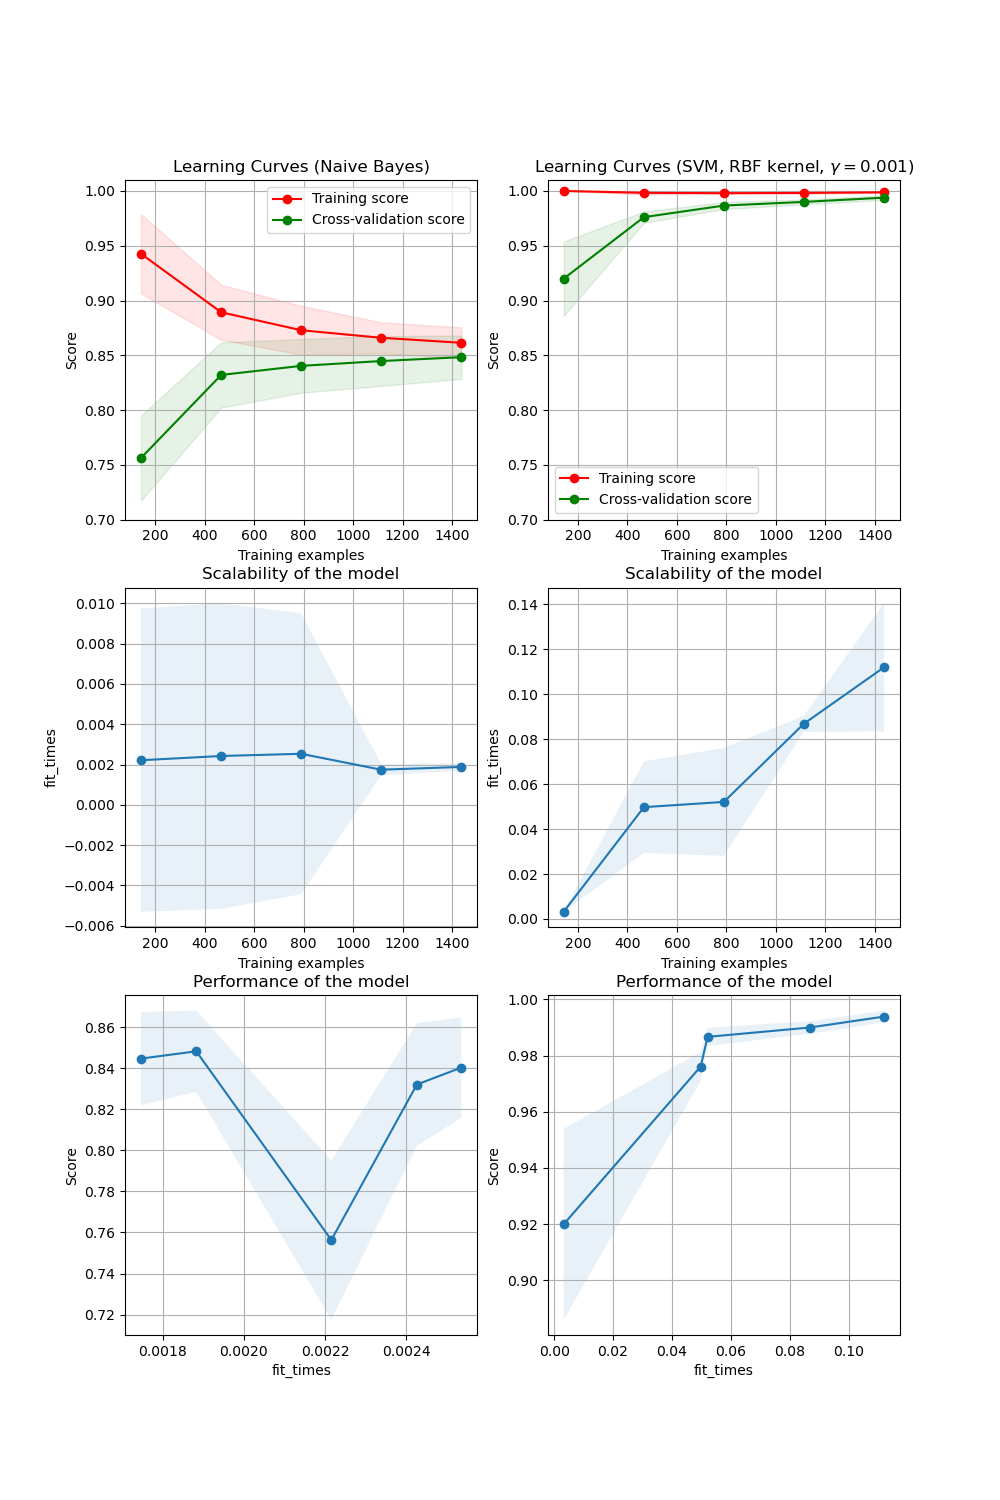 Learning Curves (Naive Bayes)
1.00
0.95
0.90
0.85
0.80
0.75
0.70
Score
Training score
Cross-validation score
200 400 600 800 1000 1200 1400
Training examples
Learning Curves (SVM, RBF kernel, γ = 0.001)
1.00
0.95
0.90
0.85
0.80
0.75
0.70
Score
Training score
Cross-validation score
200 400 600 800 1000 1200 1400
Training examples
Scalability of the model
0.010
0.008
0.006
0.004
0.002
0.000
−0.002
−0.004
−0.006
fit_times
200 400 600 800 1000 1200 1400
Training examples
Scalability of the model
0.14
0.12
0.10
0.08
0.06
0.04
0.02
0.00
fit_times
200 400 600 800 1000 1200 1400
Training examples
Performance of the model
0.86
0.84
0.82
0.80
0.78
0.76
0.74
0.72
Score
0.0018 0.0020 0.0022 0.0024
fit_times
Performance of the model
1.00
0.98
0.96
0.94
0.92
0.90
Score
0.00 0.02 0.04 0.06 0.08 0.10
fit_times